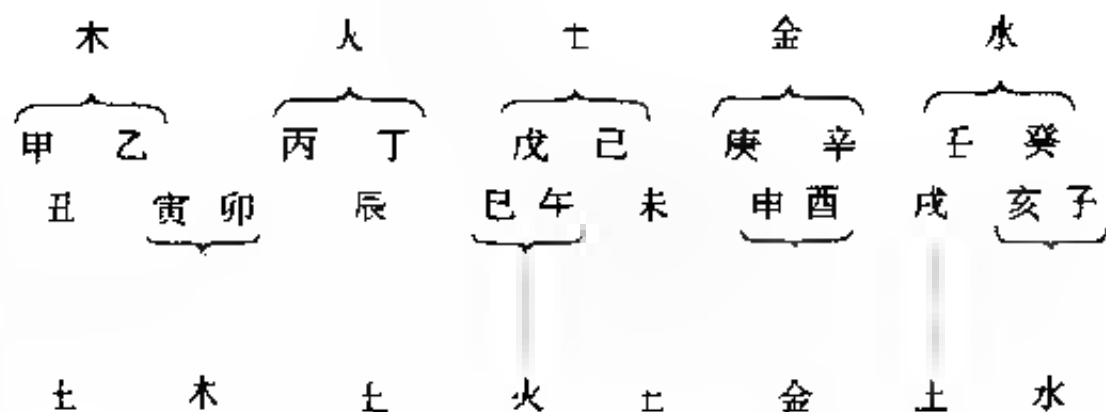 木 火 土 金 水
甲 乙 丙 丁 戊 己 庚 辛 壬 癸
丑 寅 卯 辰 巳 午 未 申 酉 戌 亥 子
土 木 土 火 土 金 土 水